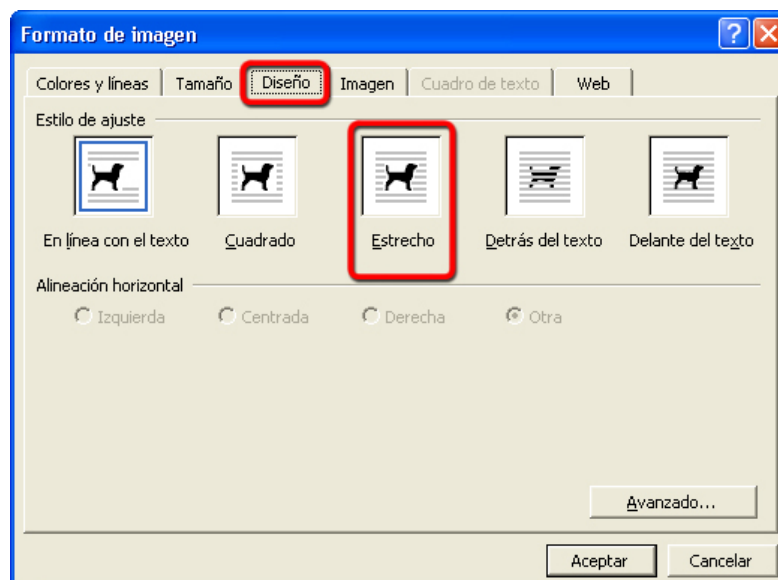 Formato de imagen
Colores y líneas Tamaño Diseño Imagen Cuadro de texto Web
Estilo de ajuste
En línea con el texto Cuadrado Estrecho Detrás del texto Delante del texto
Alineación horizontal
Izquierda Centrada Derecha Otra
Avanzado...
Aceptar Cancelar